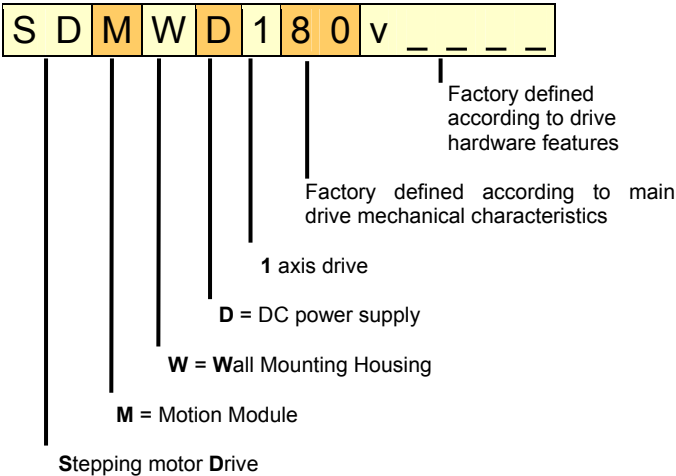 S D M W D 1 8 0 v _ _ _ _
Factory defined
according to drive
hardware features
Factory defined according to main
drive mechanical characteristics
1 axis drive
D = DC power supply
W = Wall Mounting Housing
M = Motion Module
Stepping motor Drive